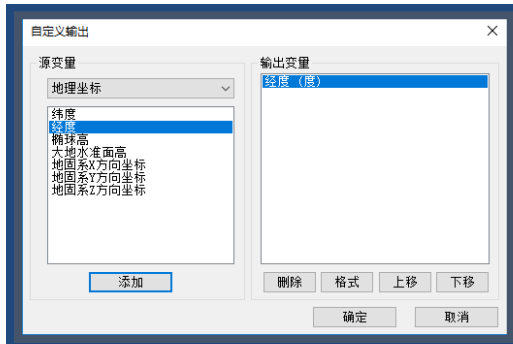 自定义输出
源变量
地理坐标
纬度
经度
椭球高
大地水准面高
地固系X方向坐标
地固系Y方向坐标
地固系Z方向坐标
添加
输出变量
经度（度）
删除 格式 上移 下移
确定 取消